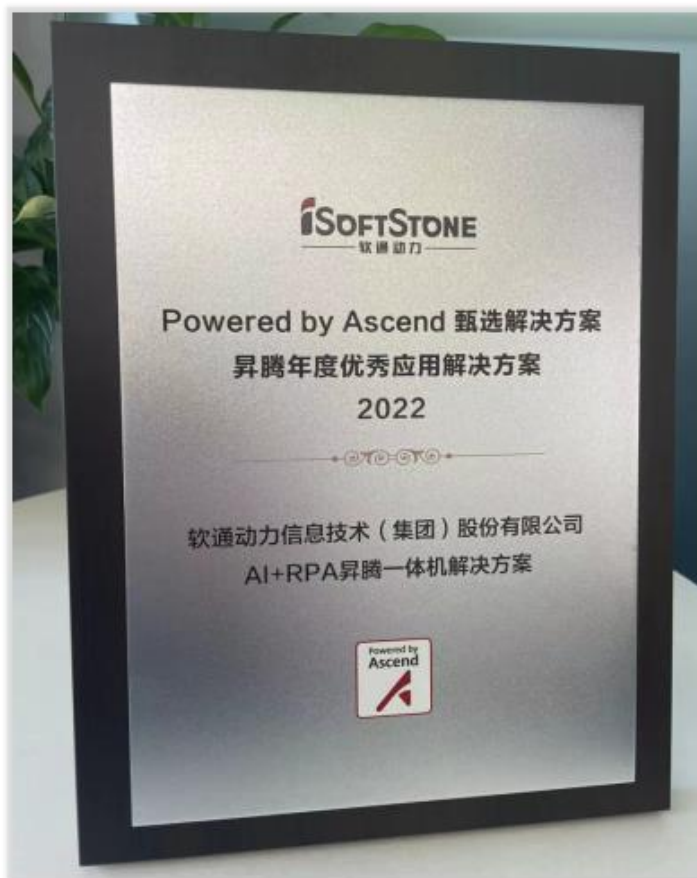 iSOFTSTONE
软通动力
Powered by Ascend 甄选解决方案
昇腾年度优秀应用解决方案
2022
软通动力信息技术（集团）股份有限公司
AI+RPA昇腾一体机解决方案
Powered by
Ascend